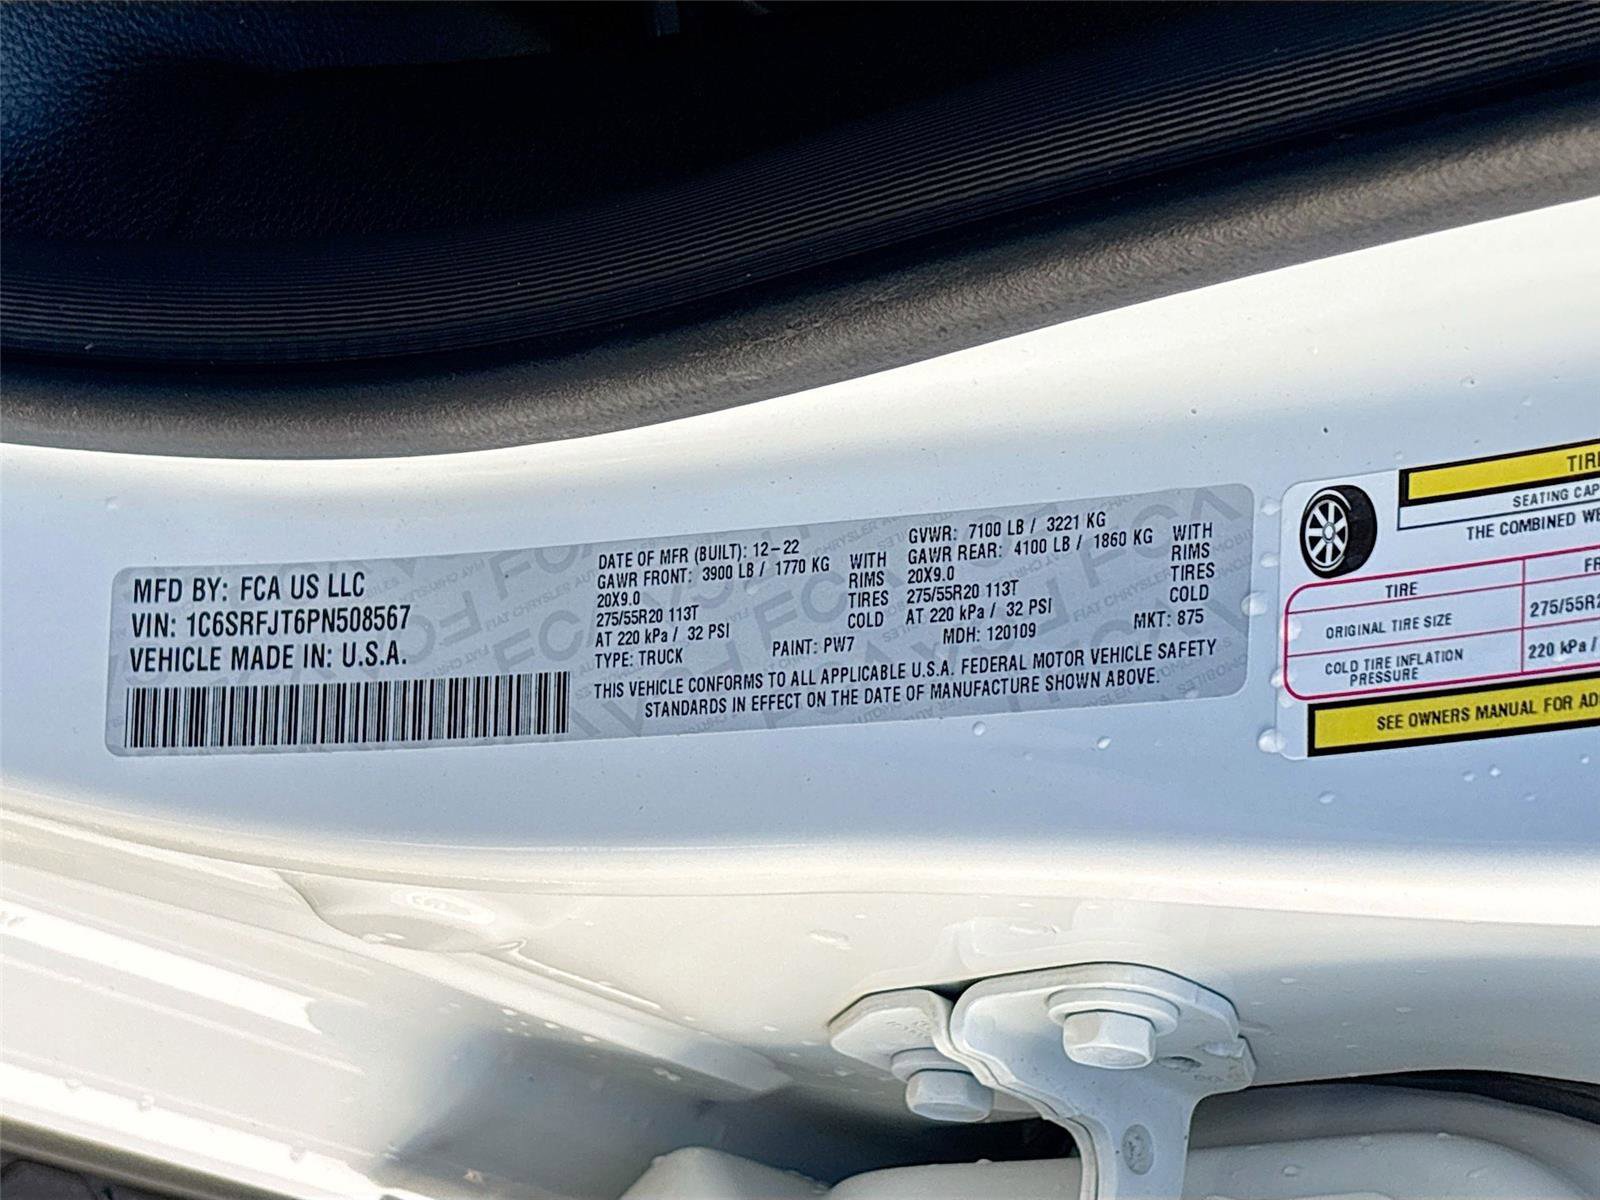 MFD BY: FCA US LLC
VIN: 1C6SRFJT6PN508567
VEHICLE MADE IN: U.S.A.
DATE OF MFR (BUILT): 12-22
GAWR FRONT: 3900 LB / 1770 KG WITH
20X9.0 RIMS
275/55R20 113T TIRES
AT 220 kPa / 32 PSI COLD
TYPE: TRUCK PAINT: PW7
GVWR: 7100 LB / 3221 KG
GAWR REAR: 4100 LB / 1860 KG WITH
20X9.0 RIMS
275/55R20 113T TIRES
AT 220 kPa / 32 PSI COLD
MDH: 120109 MKT: 875
THIS VEHICLE CONFORMS TO ALL APPLICABLE U.S.A. FEDERAL MOTOR VEHICLE SAFETY
STANDARDS IN EFFECT ON THE DATE OF MANUFACTURE SHOWN ABOVE.
TIR
SEATING CAP
THE COMBINED WE
TIRE FR
ORIGINAL TIRE SIZE 275/55R2
COLD TIRE INFLATION
PRESSURE 220 kPa /
SEE OWNERS MANUAL FOR AD